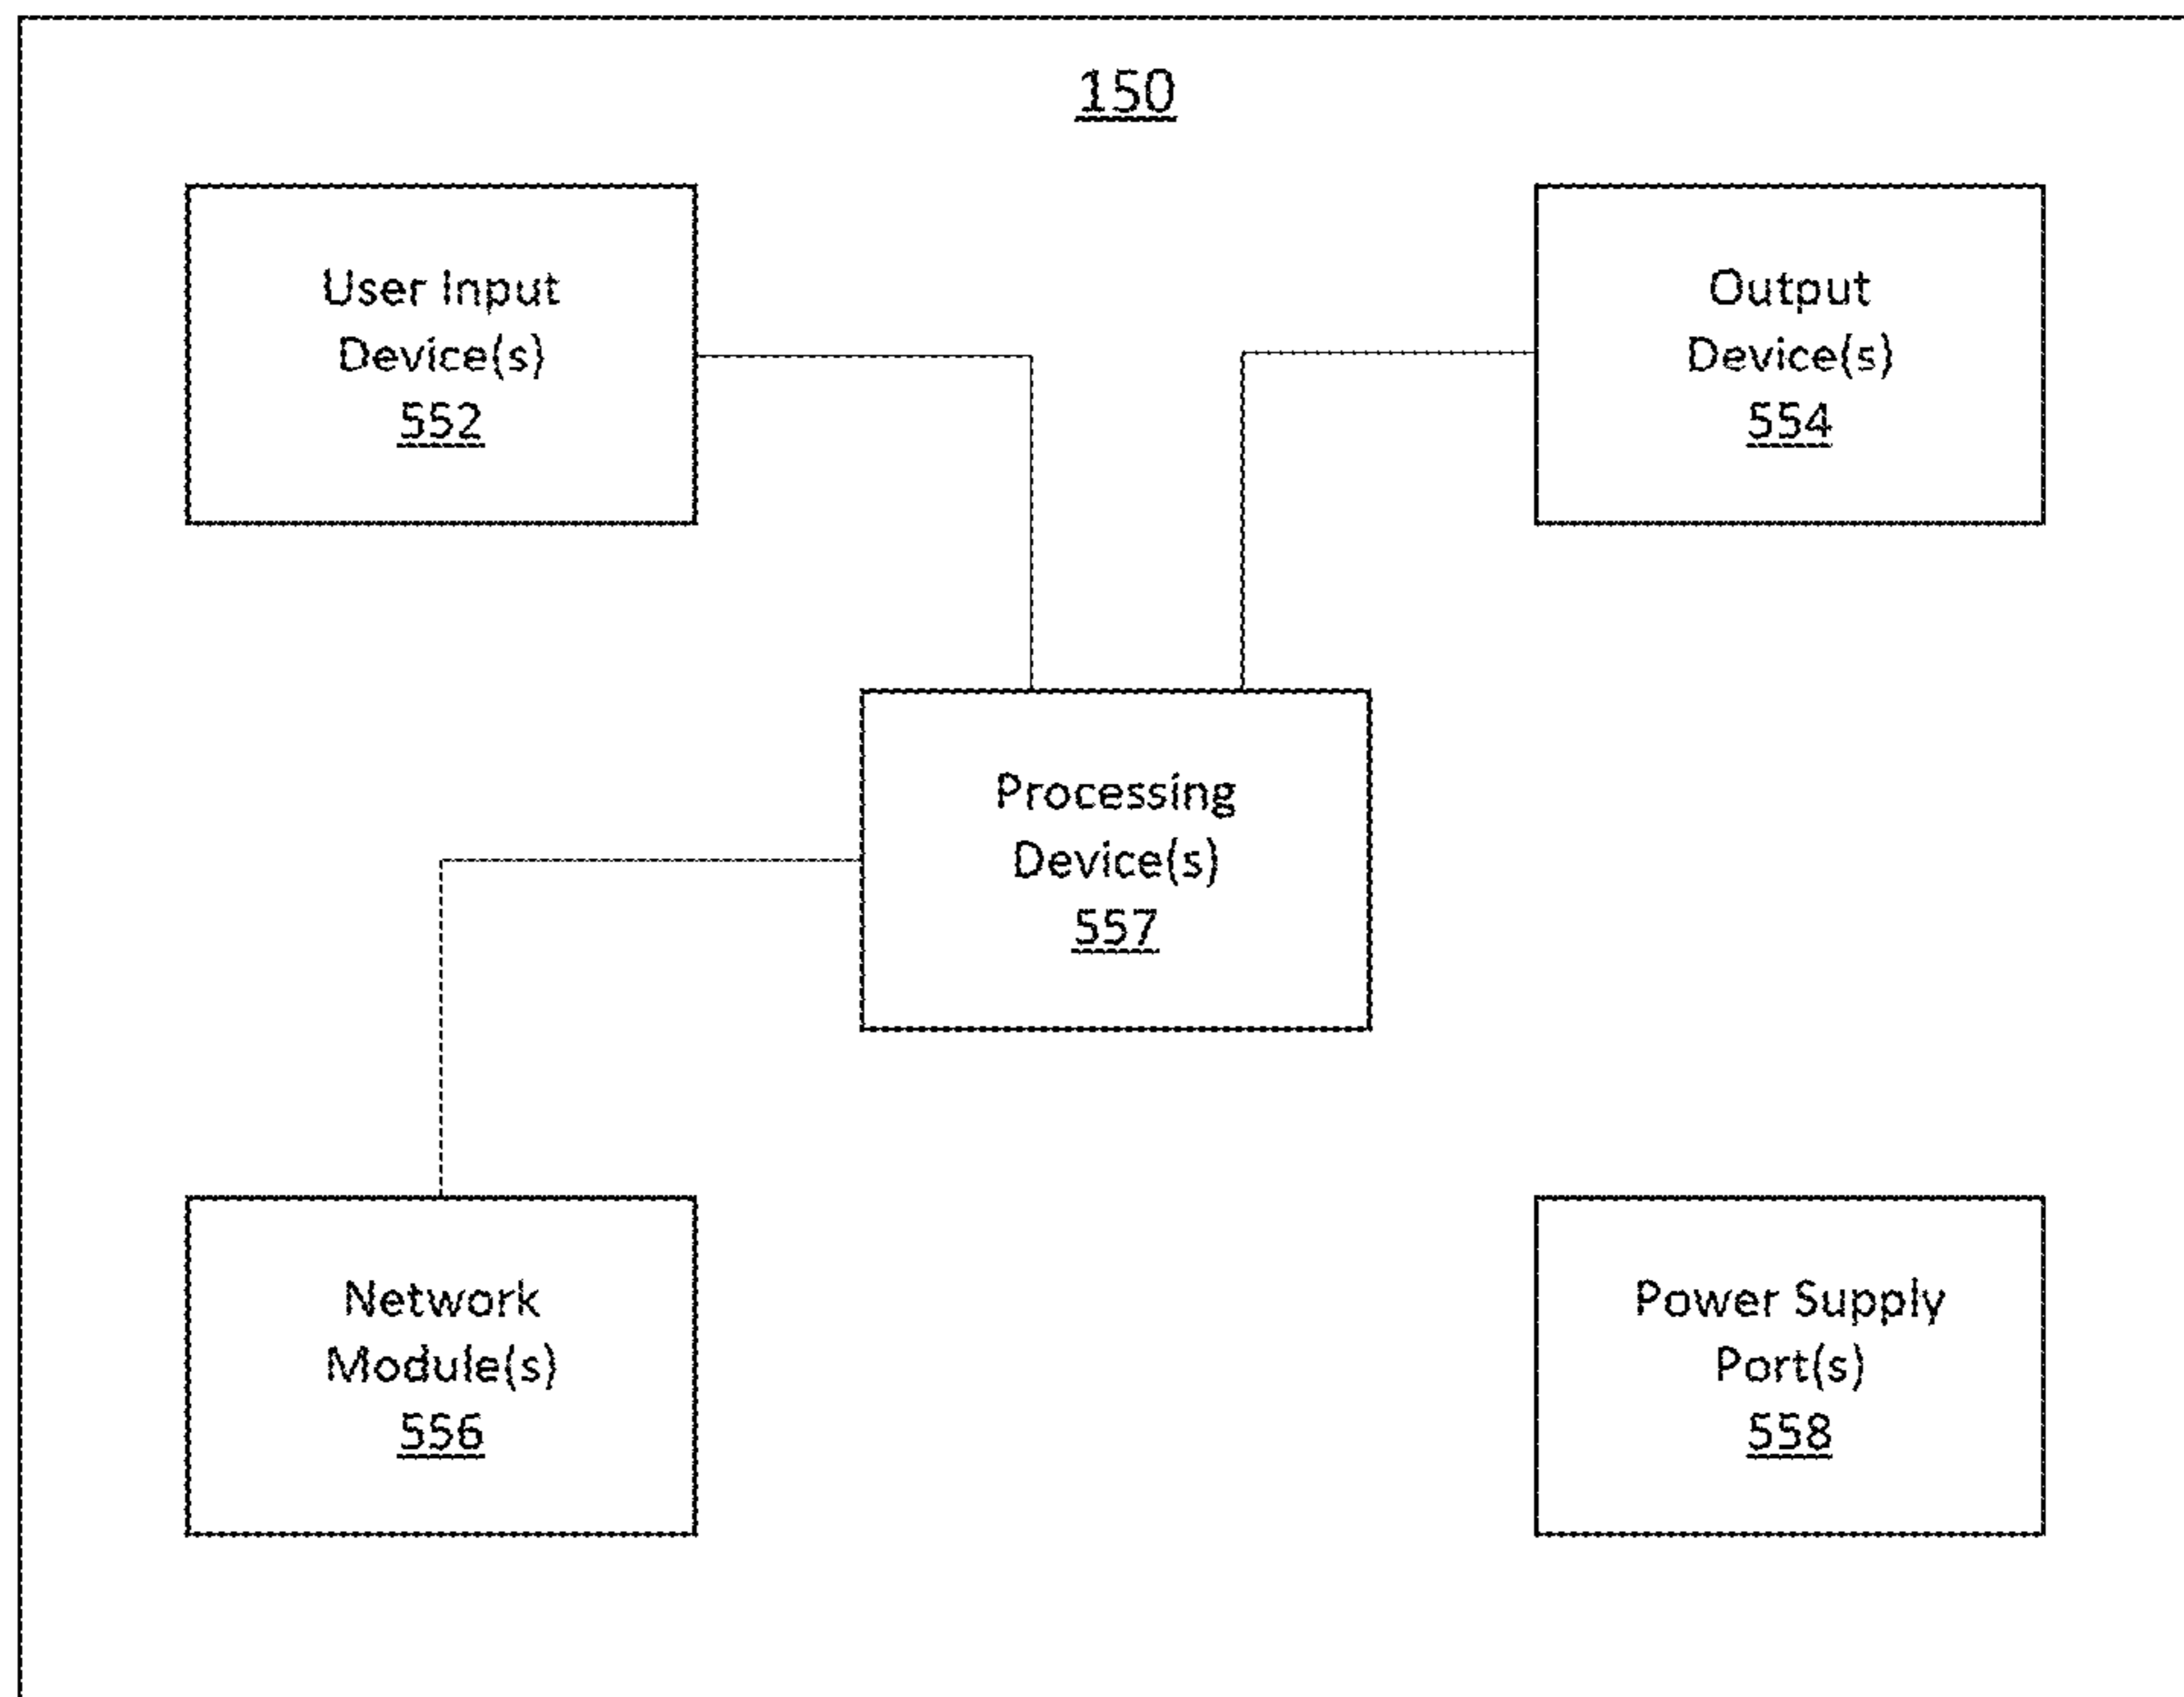 150
User Input
Device(s)
552
Output
Device(s)
554
Processing
Device(s)
557
Network
Module(s)
556
Power Supply
Port(s)
558